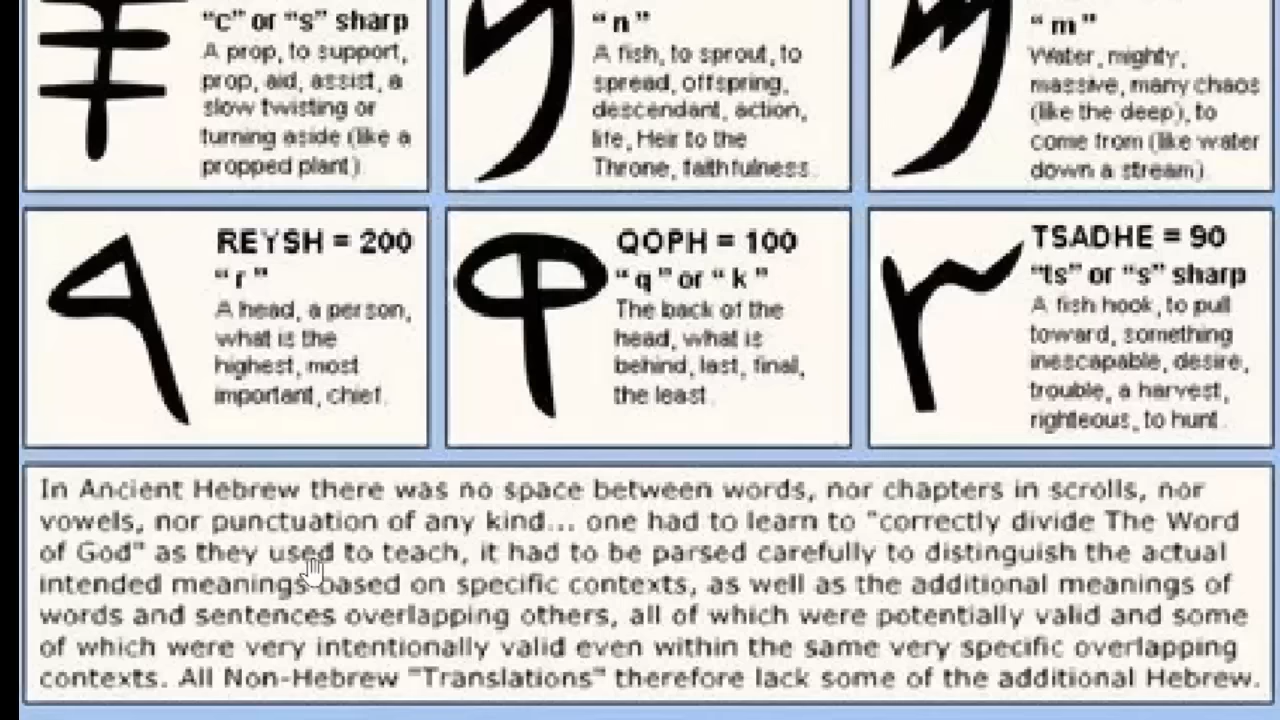 "c" or "s" sharp
A prop, to support,
prop, aid, assist, a
slow twisting or
turning aside (like a
propped plant).
"n"
A fish, to sprout, to
spread, offspring,
descendant, action,
life, Heir to the
Throne, faithfulness.
"m"
Water, mighty,
massive, many chaos
(like the deep), to
come from (like water
down a stream).
REYSH = 200
"r"
A head, a person,
what is the
highest, most
important, chief.
QOPH = 100
"q" or "k"
The back of the
head, what is
behind, last, final,
the least.
TSADHE = 90
"ts" or "s" sharp
A fish hook, to pull
toward, something
inescapable, desire,
trouble, a harvest,
righteous, to hunt.
In Ancient Hebrew there was no space between words, nor chapters in scrolls, nor
vowels, nor punctuation of any kind... one had to learn to "correctly divide The Word
of God" as they used to teach, it had to be parsed carefully to distinguish the actual
intended meanings based on specific contexts, as well as the additional meanings of
words and sentences overlapping others, all of which were potentially valid and some
of which were very intentionally valid even within the same very specific overlapping
contexts. All Non-Hebrew "Translations" therefore lack some of the additional Hebrew.